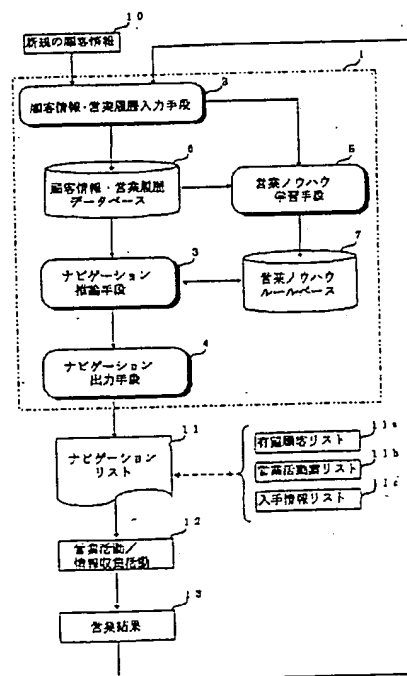 10
新規の顧客情報
1
2
顧客情報・営業履歴入力手段
6
顧客情報・営業履歴
データベース
5
営業ノウハウ
学習手段
3
ナビゲーション
推論手段
7
営業ノウハウ
ルールベース
4
ナビゲーション
出力手段
11
ナビゲーション
リスト
11a
有望顧客リスト
11b
営業活動案リスト
11c
入手情報リスト
12
営業活動/
情報収集活動
13
営業結果